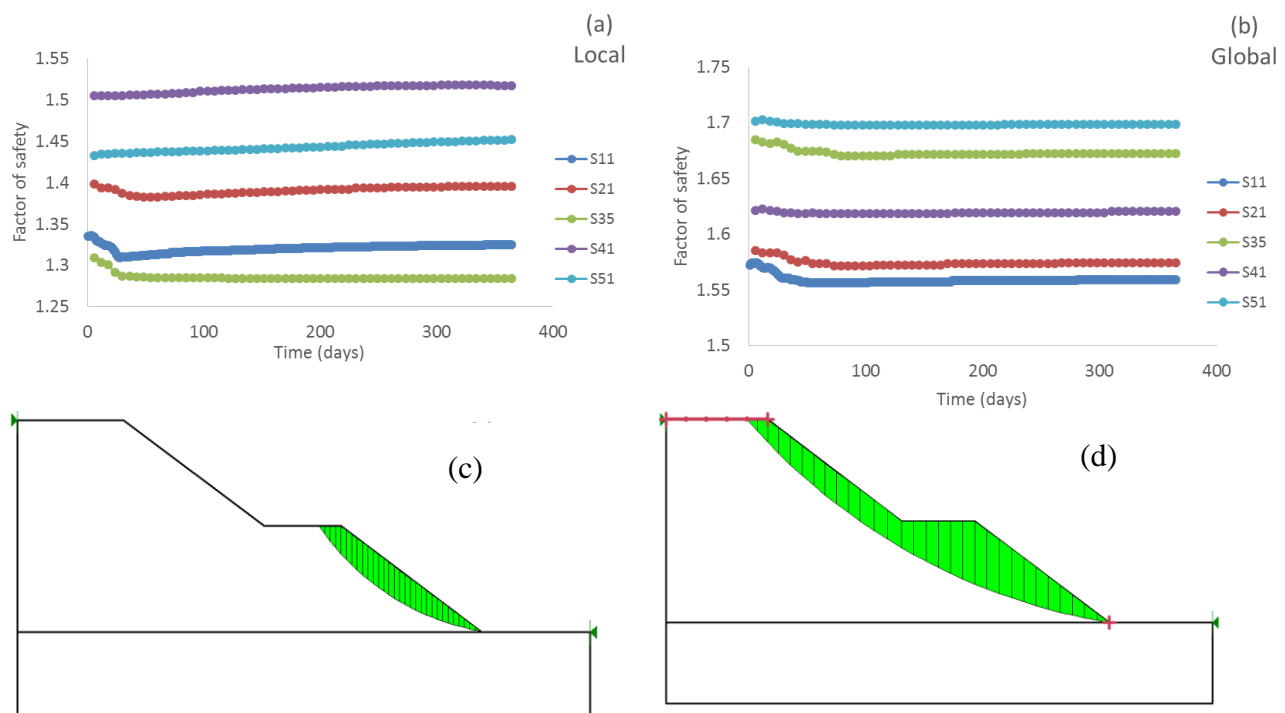 (a)
Local
1.55
1.5
1.45
1.4
1.35
1.3
1.25
Factor of safety
0 100 200 300 400
Time (days)
S11
S21
S35
S41
S51
(b)
Global
1.75
1.7
1.65
1.6
1.55
1.5
Factor of safety
0 100 200 300 400
Time (days)
S11
S21
S35
S41
S51
(c)
(d)